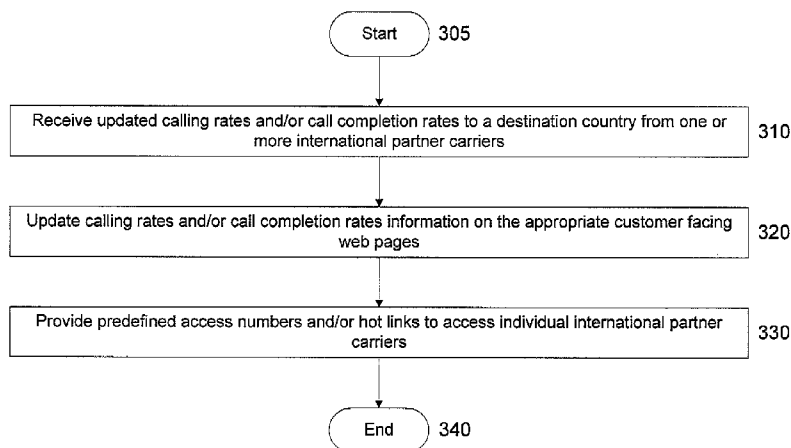 Start
305
Receive updated calling rates and/or call completion rates to a destination country from one or
more international partner carriers
310
Update calling rates and/or call completion rates information on the appropriate customer facing
web pages
320
Provide predefined access numbers and/or hot links to access individual international partner
carriers
330
End
340